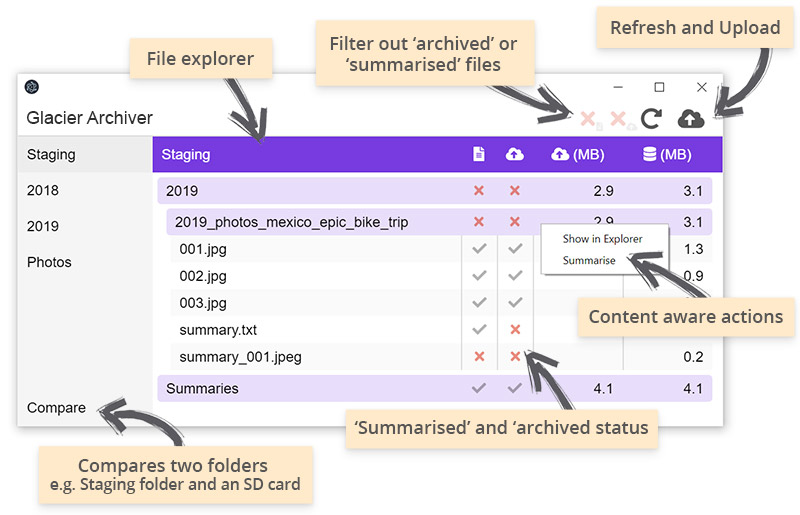 Refresh and Upload
Filter out ‘archived’ or
‘summarised’ files
File explorer
Glacier Archiver
Staging
2018
2019
Photos
Compare
Staging (MB) (MB)
2019 2.9 3.1
2019_photos_mexico_epic_bike_trip 2.9 3.1
001.jpg 1.3
002.jpg 0.9
003.jpg
summary.txt
summary_001.jpeg 0.2
Summaries 4.1 4.1
Show in Explorer
Summarise
Content aware actions
‘Summarised’ and ‘archived status
Compares two folders
e.g. Staging folder and an SD card